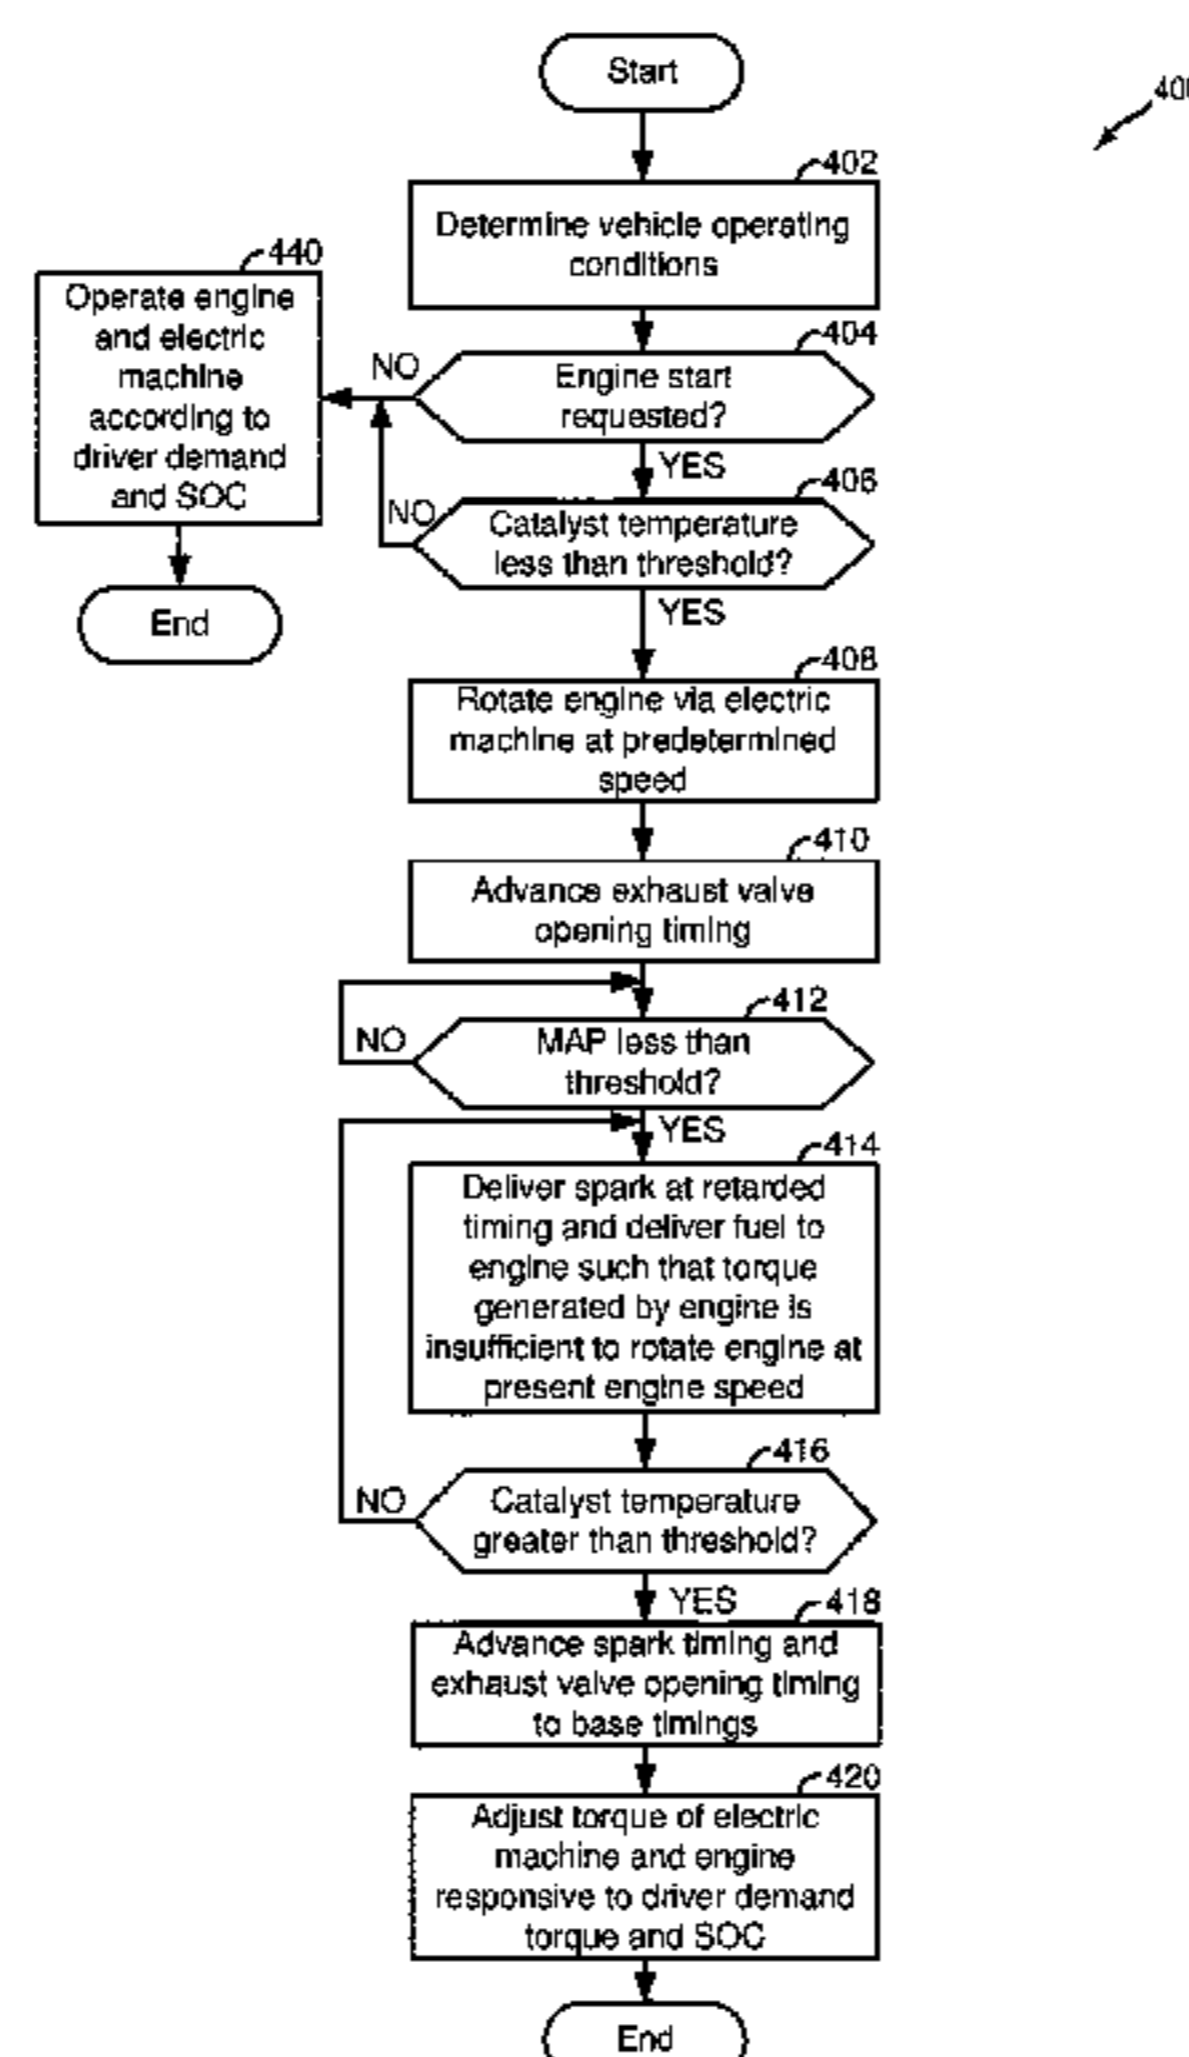 Start
402
Determine vehicle operating
conditions
440
Operate engine
and electric
machine
according to
driver demand
and SOC
End
404
Engine start
requested?
NO
YES
406
Catalyst temperature
less than threshold?
NO
YES
408
Rotate engine via electric
machine at predetermined
speed
410
Advance exhaust valve
opening timing
412
MAP less than
threshold?
NO
YES
414
Deliver spark at retarded
timing and deliver fuel to
engine such that torque
generated by engine is
insufficient to rotate engine at
present engine speed
416
Catalyst temperature
greater than threshold?
NO
YES
418
Advance spark timing and
exhaust valve opening timing
to base timings
420
Adjust torque of electric
machine and engine
responsive to driver demand
torque and SOC
End